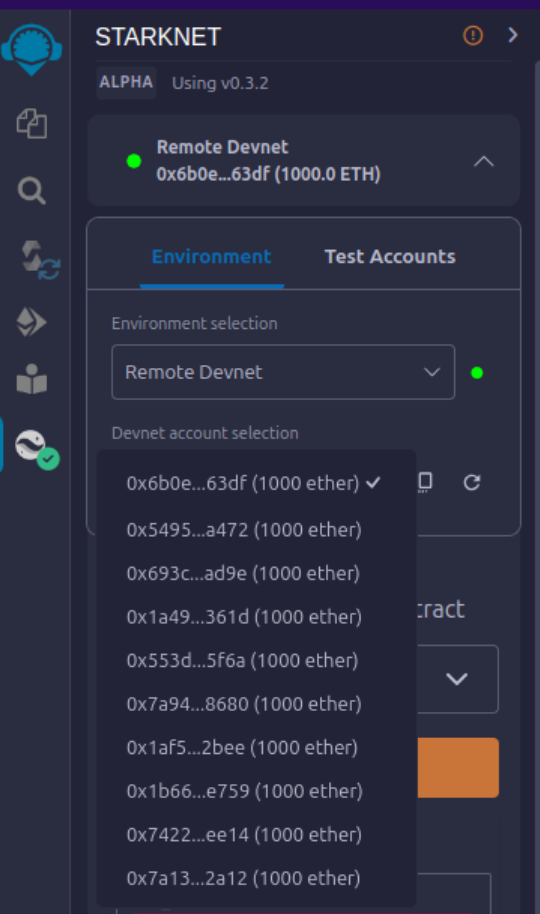 STARKNET
ALPHA Using v0.3.2
Remote Devnet
0x6b0e...63df (1000.0 ETH)
Environment Test Accounts
Environment selection
Remote Devnet
Devnet account selection
0x6b0e...63df (1000 ether)
0x5495...a472 (1000 ether)
0x693c...ad9e (1000 ether)
0x1a49...361d (1000 ether)
tract
0x553d...5f6a (1000 ether)
0x7a94...8680 (1000 ether)
0x1af5...2bee (1000 ether)
0x1b66...e759 (1000 ether)
0x7422...ee14 (1000 ether)
0x7a13...2a12 (1000 ether)